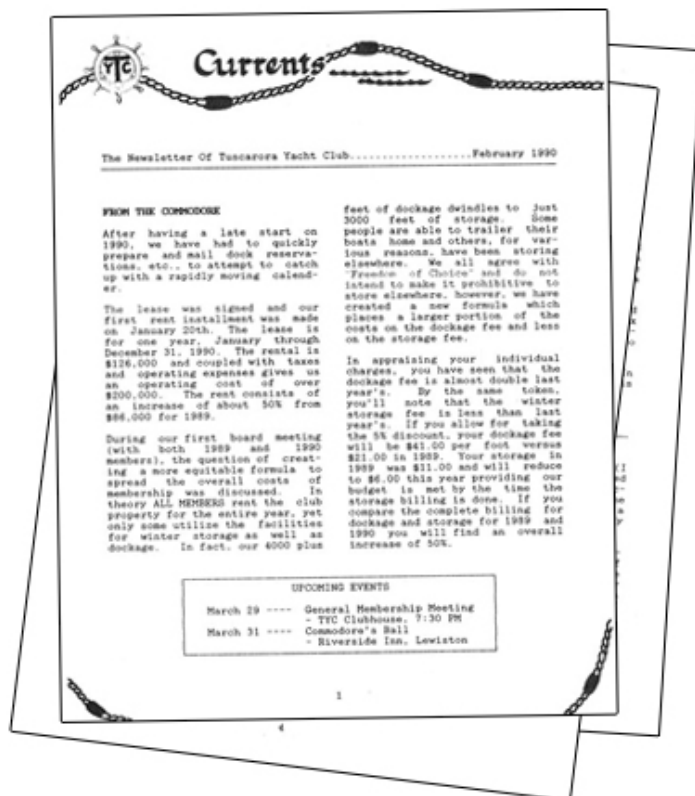 YTC
Currents
The Newsletter Of Tuscarora Yacht Club...................February 1990
FROM THE COMMODORE
After having a late start on
1990, we have had to quickly
prepare and mail dock reserva-
tions, etc., to attempt to catch
up with a rapidly moving calend-
er.
The lease was signed and our
first rent installment was made
on January 20th. The lease is
for one year, January through
December 31, 1990. The rental is
$126,000 and coupled with taxes
and operating expenses gives us
an operating cost of over
$200,000. The rent consists of
an increase of about 50% from
$86,000 for 1989.
During our first board meeting
(with both 1989 and 1990
members), the question of creat-
ing a more equitable formula to
spread the overall costs of
membership was discussed. In
theory ALL MEMBERS rent the club
property for the entire year, yet
only some utilize the facilities
for winter storage as well as
dockage. In fact, our 4000 plus
feet of dockage dwindles to just
3000 feet of storage. Some
people are able to trailer their
boats home and others, for var-
ious reasons, have been storing
elsewhere. We all agree with
"Freedom of Choice" and do not
intend to make it prohibitive to
store elsewhere, however, we have
created a new formula which
places a larger portion of the
costs on the dockage fee and less
on the storage fee.
In appraising your individual
charges, you have seen that the
dockage fee is almost double last
year's. By the same token,
you'll note that the winter
storage fee is less than last
year's. If you allow for taking
the 5% discount, your dockage fee
will be $41.00 per foot versus
$21.00 in 1989. Your storage in
1989 was $11.00 and will reduce
to $6.00 this year providing our
budget is met by the time the
storage billing is done. If you
compare the complete billing for
dockage and storage for 1989 and
1990 you will find an overall
increase of 50%.
UPCOMING EVENTS
March 29 ---- General Membership Meeting
- TYC Clubhouse, 7:30 PM
March 31 ---- Commodore's Ball
- Riverside Inn, Lewiston
1
4